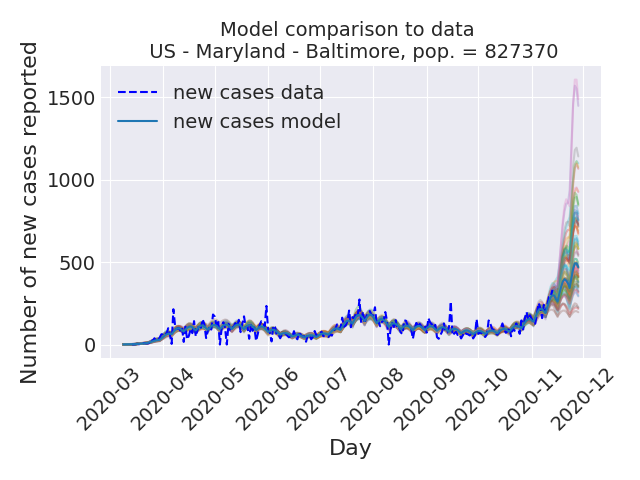 Model comparison to data
US - Maryland - Baltimore, pop. = 827370
Number of new cases reported
1500
1000
500
0
new cases data
new cases model
2020-03
2020-04
2020-05
2020-06
2020-07
2020-08
2020-09
2020-10
2020-11
2020-12
Day